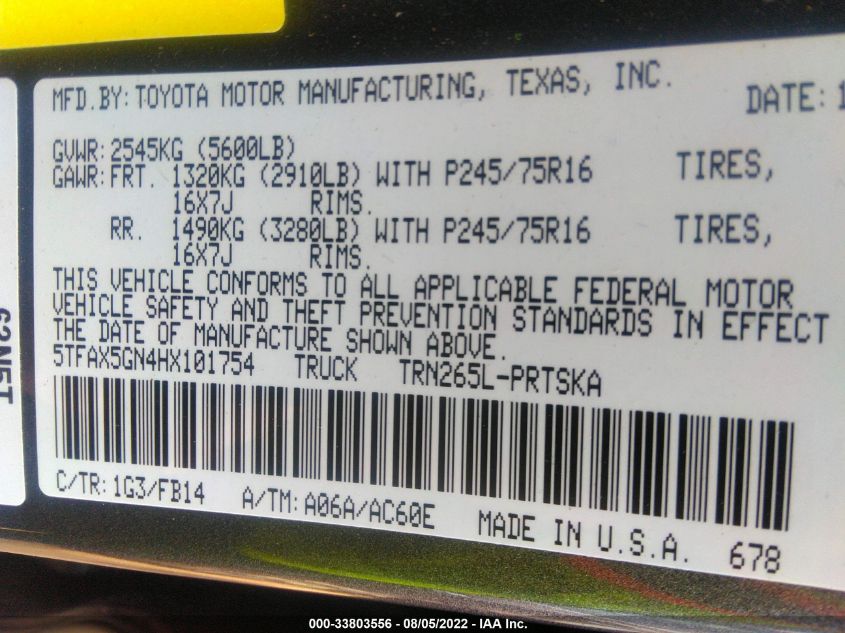 MFD.BY: TOYOTA MOTOR MANUFACTURING, TEXAS, INC.
DATE: 1
GVWR: 2545KG (5600LB)
GAWR: FRT. 1320KG (2910LB) WITH P245/75R16 TIRES,
16X7J RIMS.
RR. 1490KG (3280LB) WITH P245/75R16 TIRES,
16X7J RIMS.
THIS VEHICLE CONFORMS TO ALL APPLICABLE FEDERAL MOTOR
VEHICLE SAFETY AND THEFT PREVENTION STANDARDS IN EFFECT
THE DATE OF MANUFACTURE SHOWN ABOVE.
5TFAX5GN4HX101754 TRUCK TRN265L-PRTSKA
C/TR: 1G3/FB14 A/TM: A06A/AC60E MADE IN U.S.A. 678
000-33803556 - 08/05/2022 - IAA Inc.